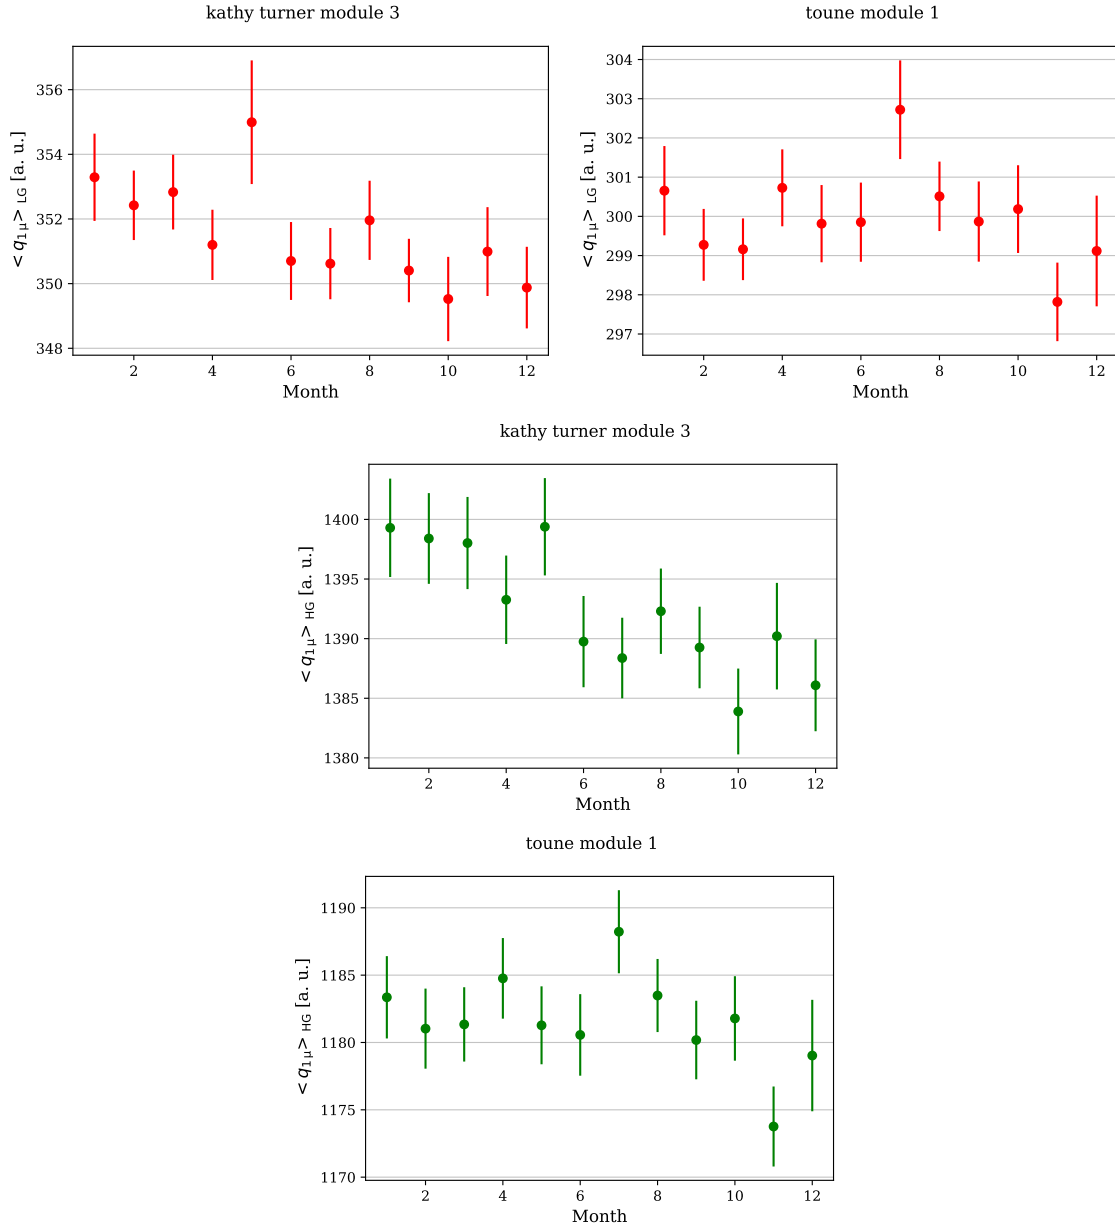 kathy turner module 3
< q1μ> LG [a. u.]
356
354
352
350
348
2 4 6 8 10 12
Month
toune module 1
< q1μ> LG [a. u.]
304
303
302
301
300
299
298
297
2 4 6 8 10 12
Month
kathy turner module 3
< q1μ> HG [a. u.]
1400
1395
1390
1385
1380
2 4 6 8 10 12
Month
toune module 1
< q1μ> HG [a. u.]
1190
1185
1180
1175
1170
2 4 6 8 10 12
Month